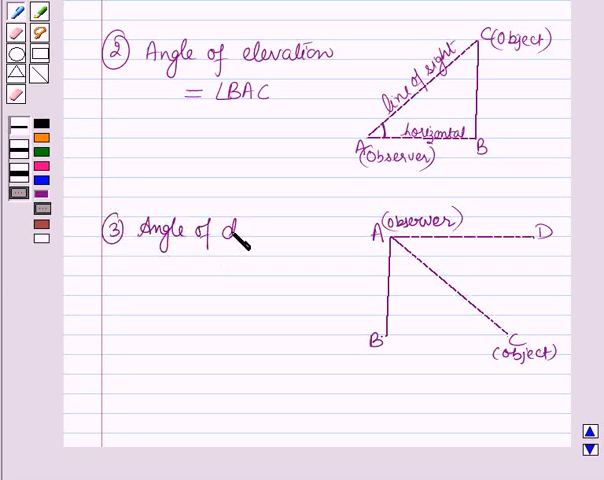 ② Angle of elevation
= ∠BAC
C(Object)
line of sight
horizontal
A
(Observer)
B
③ Angle of d
A
(Observer)
D
B
C
(Object)